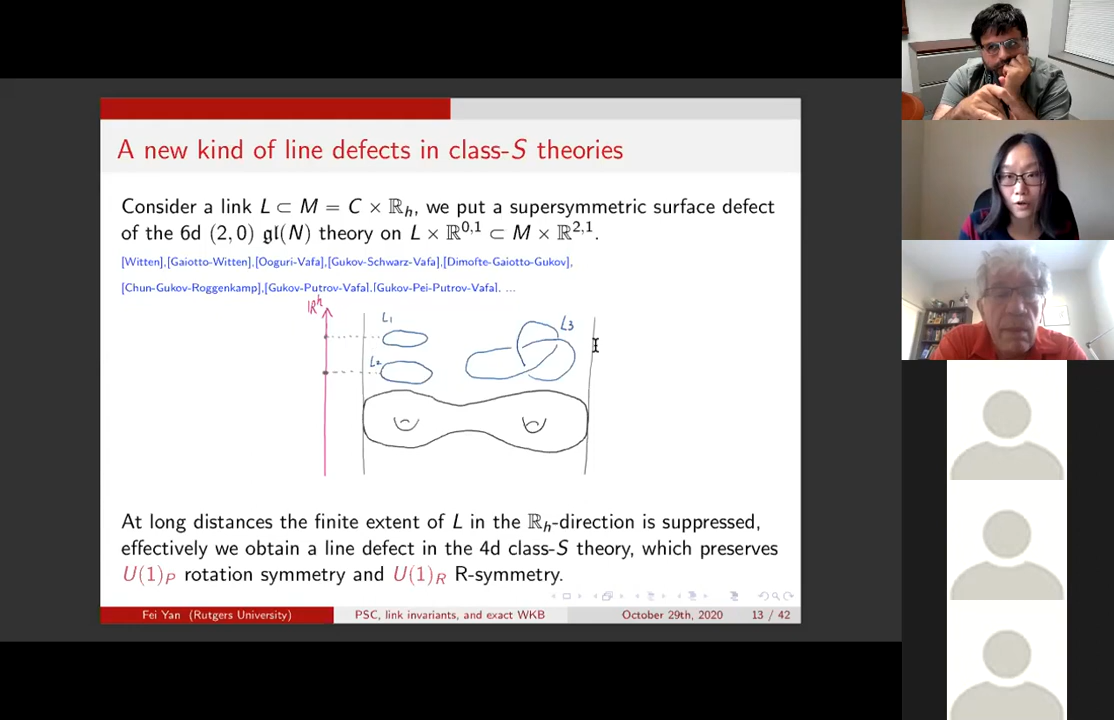 A new kind of line defects in class-S theories
Consider a link L ⊂ M = C × ℝ_h, we put a supersymmetric surface defect
of the 6d (2, 0) 𝔤𝔩(N) theory on L × ℝ^{0,1} ⊂ M × ℝ^{2,1}.
[Witten],[Gaiotto-Witten],[Ooguri-Vafa],[Gukov-Schwarz-Vafa],[Dimofte-Gaiotto-Gukov],
[Chun-Gukov-Roggenkamp],[Gukov-Putrov-Vafa],[Gukov-Pei-Putrov-Vafa], ...
ℝ^h
L₁
L₃
L₂
At long distances the finite extent of L in the ℝ_h-direction is suppressed,
effectively we obtain a line defect in the 4d class-S theory, which preserves
U(1)_P rotation symmetry and U(1)_R R-symmetry.
Fei Yan (Rutgers University) PSC, link invariants, and exact WKB October 29th, 2020 13 / 42